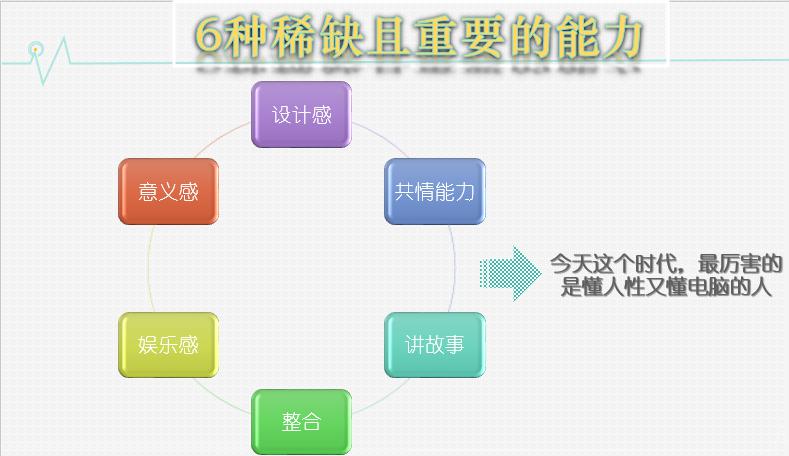 6种稀缺且重要的能力
设计感
意义感
共情能力
今天这个时代，最厉害的
是懂人性又懂电脑的人
娱乐感
讲故事
整合